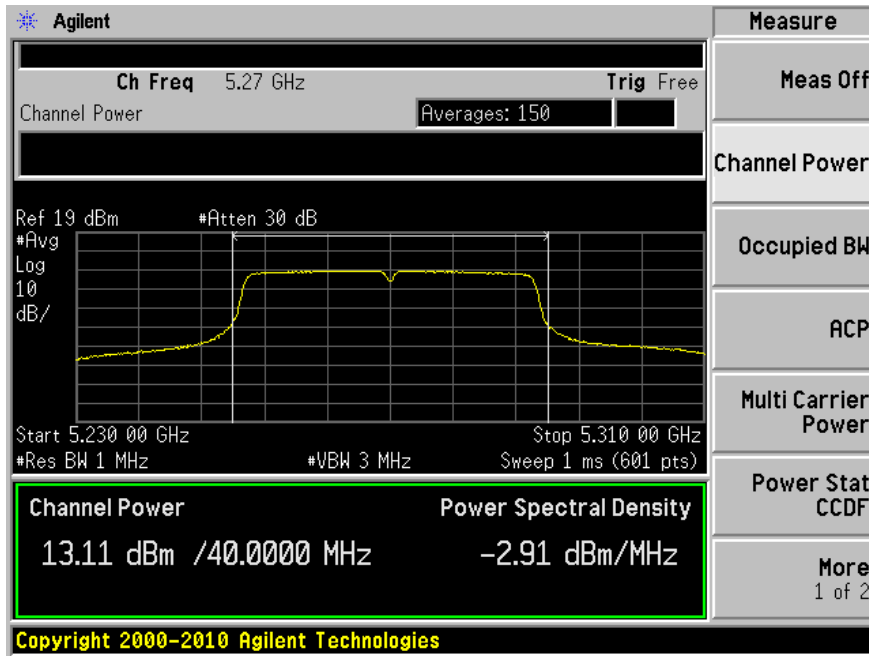 Agilent
Measure
Ch Freq 5.27 GHz Trig Free
Channel Power Averages: 150
Ref 19 dBm #Atten 30 dB
#Avg
Log
10
dB/
Start 5.230 00 GHz Stop 5.310 00 GHz
#Res BW 1 MHz #VBW 3 MHz Sweep 1 ms (601 pts)
Channel Power Power Spectral Density
13.11 dBm /40.0000 MHz -2.91 dBm/MHz
Copyright 2000-2010 Agilent Technologies
Meas Off
Channel Power
Occupied BW
ACP
Multi Carrier
Power
Power Stat
CCDF
More
1 of 2